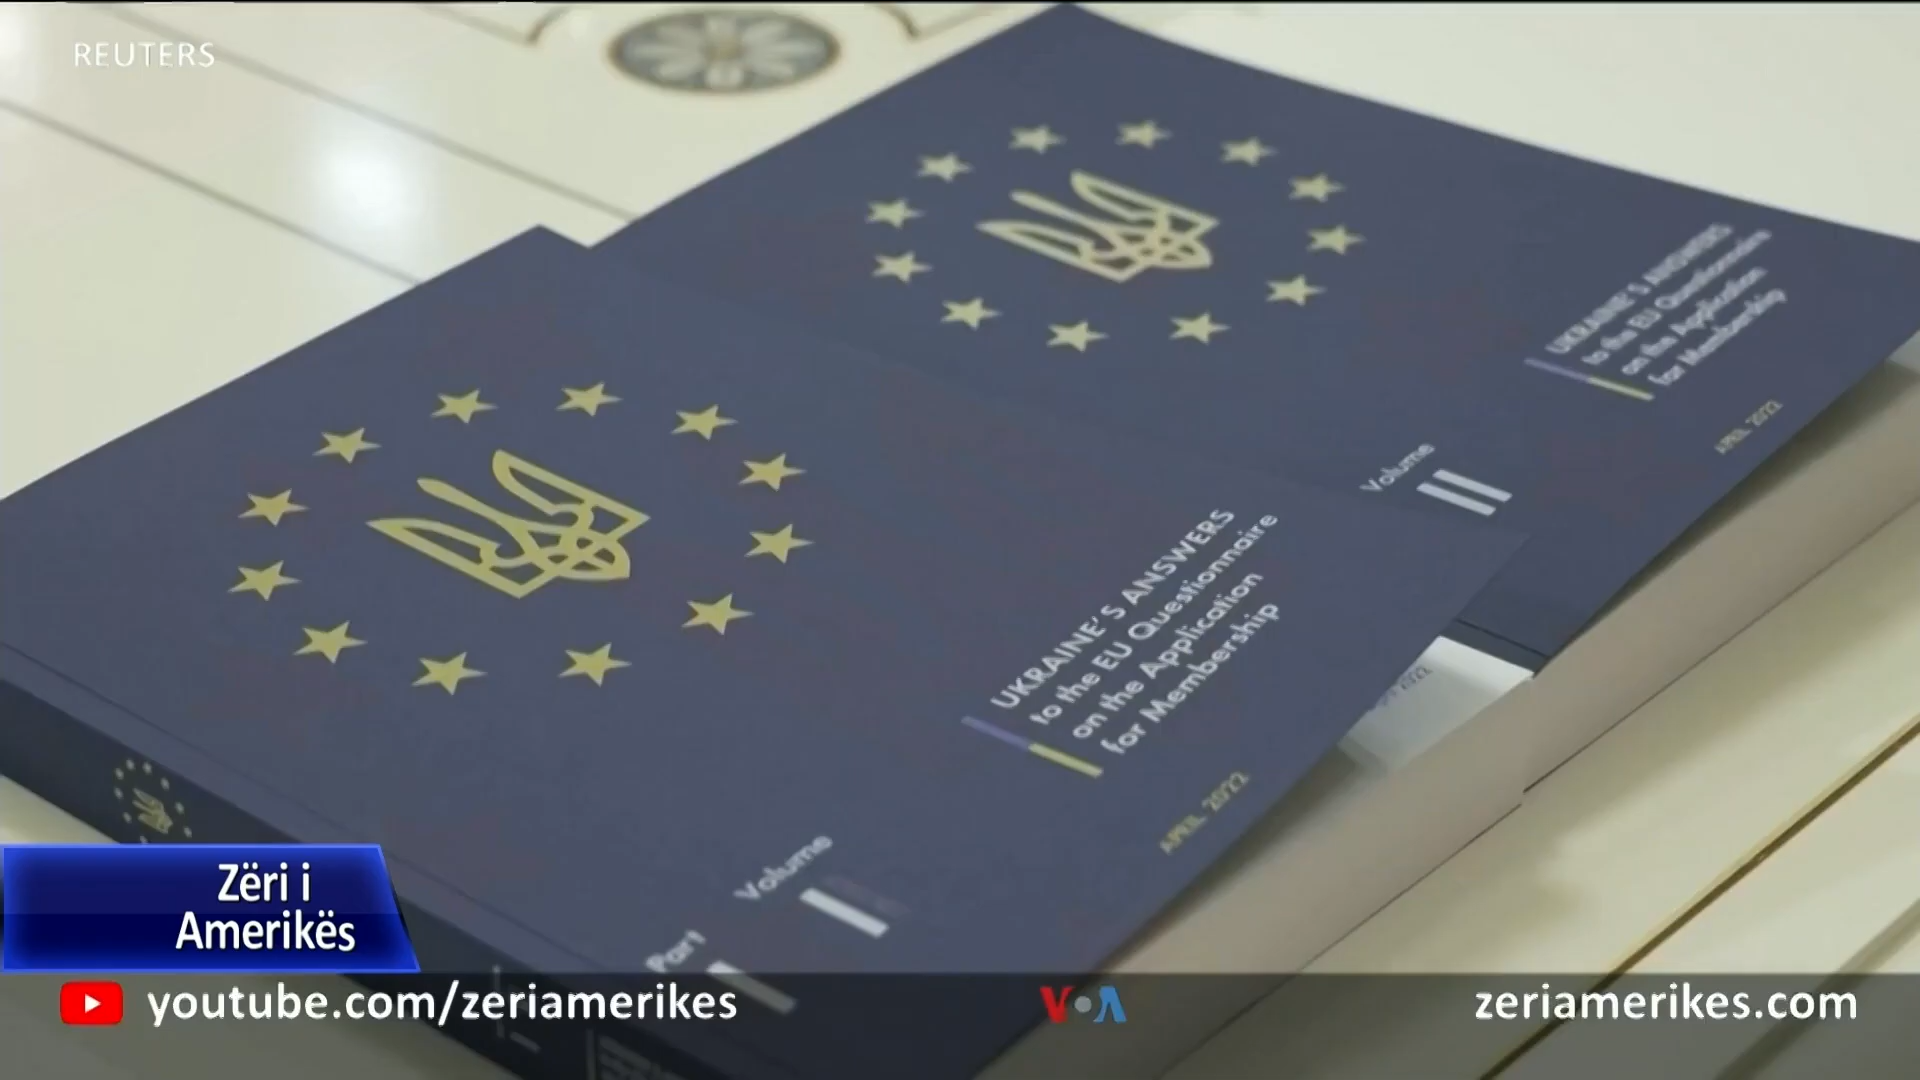 REUTERS
UKRAINE'S ANSWERS
to the EU Questionnaire
on the Application
for Membership
APRIL 2022
Volume
II
UKRAINE'S ANSWERS
to the EU Questionnaire
on the Application
for Membership
APRIL 2022
Volume
I
Part
I
Zëri i
Amerikës
youtube.com/zeriamerikes
VOA
zeriamerikes.com